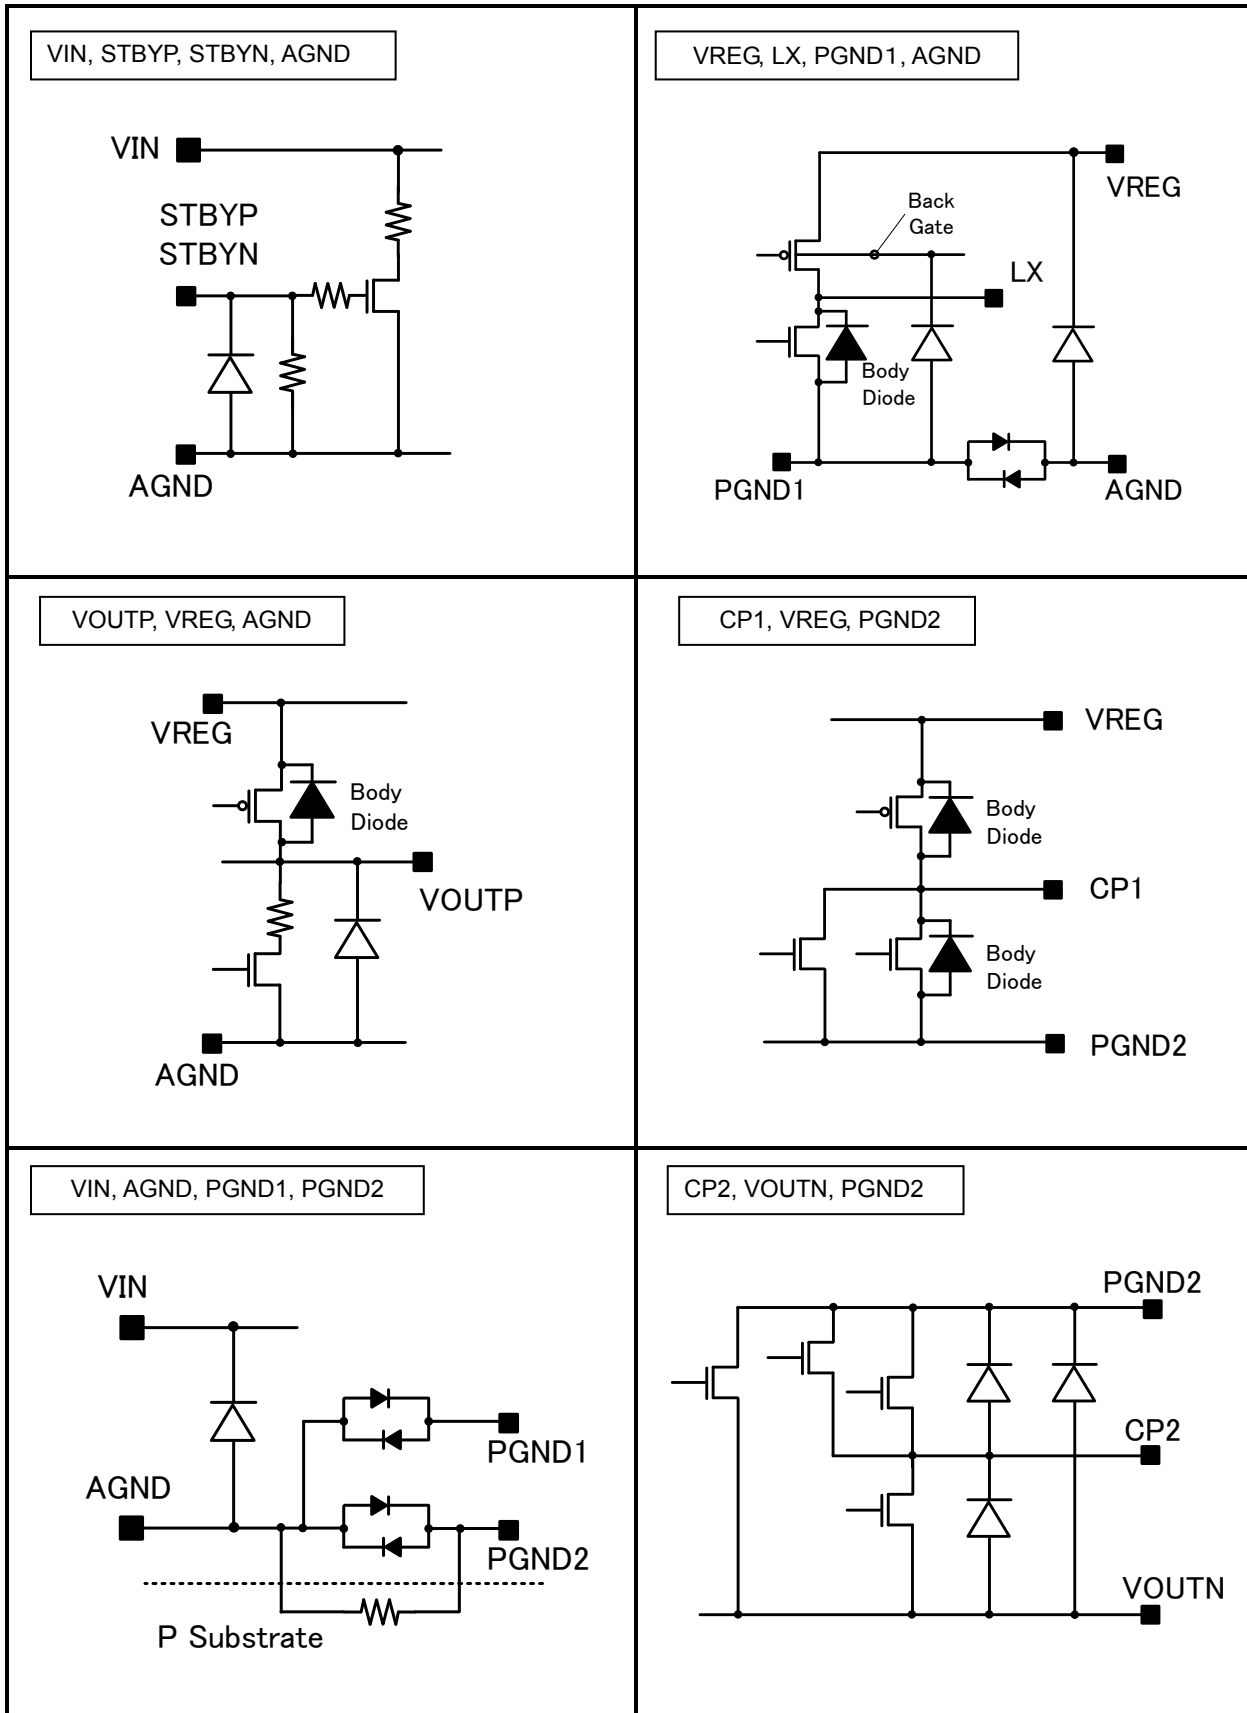 VIN, STBYP, STBYN, AGND
VIN
STBYP
STBYN
AGND
VREG, LX, PGND1, AGND
VREG
Back
Gate
LX
Body
Diode
PGND1
AGND
VOUTP, VREG, AGND
VREG
Body
Diode
VOUTP
AGND
CP1, VREG, PGND2
VREG
Body
Diode
CP1
Body
Diode
PGND2
VIN, AGND, PGND1, PGND2
VIN
PGND1
AGND
PGND2
P Substrate
CP2, VOUTN, PGND2
PGND2
CP2
VOUTN